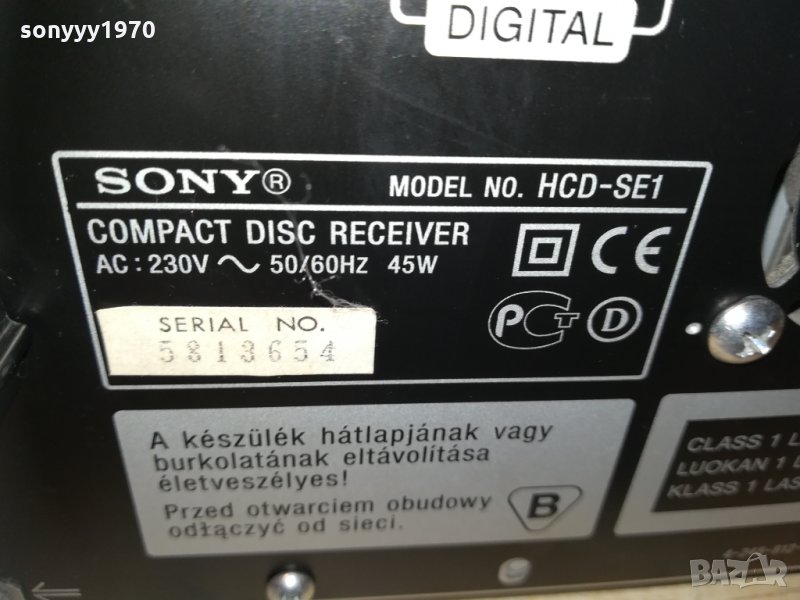 sonyyy1970
DIGITAL
SONY®
MODEL NO. HCD-SE1
COMPACT DISC RECEIVER
AC: 230V ~ 50/60Hz 45W
CE
PCT D
SERIAL NO.
5813654
A készülék hátlapjának vagy
burkolatának eltávolítása
életveszélyes!
Przed otwarciem obudowy
odłączyć od sieci.
B
CLASS 1 L
LUOKAN 1 L
KLASS 1 LAS
BAZAR